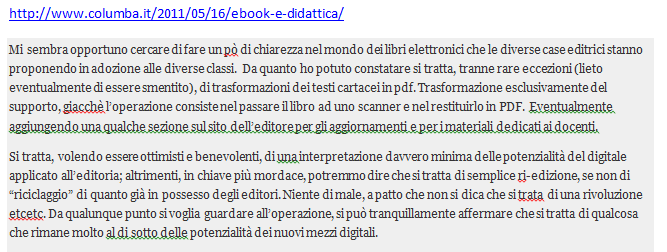 http://www.columba.it/2011/05/16/ebook-e-didattica/
Mi sembra opportuno cercare di fare un pò di chiarezza nel mondo dei libri elettronici che le diverse case editrici stanno
proponendo in adozione alle diverse classi. Da quanto ho potuto constatare si tratta, tranne rare eccezioni (lieto
eventualmente di essere smentito), di trasformazioni dei testi cartacei in pdf. Trasformazione esclusivamente del
supporto, giacchè l'operazione consiste nel passare il libro ad uno scanner e nel restituirlo in PDF. Eventualmente
aggiungendo una qualche sezione sul sito dell'editore per gli aggiornamenti e per i materiali dedicati ai docenti.
Si tratta, volendo essere ottimisti e benevolenti, di una interpretazione davvero minima delle potenzialità del digitale
applicato all'editoria; altrimenti, in chiave più mordace, potremmo dire che si tratta di semplice ri-edizione, se non di
"riciclaggio" di quanto già in possesso degli editori. Niente di male, a patto che non si dica che si trata di una rivoluzione
etcetc. Da qualunque punto si voglia guardare all'operazione, si può tranquillamente affermare che si tratta di qualcosa
che rimane molto al di sotto delle potenzialità dei nuovi mezzi digitali.